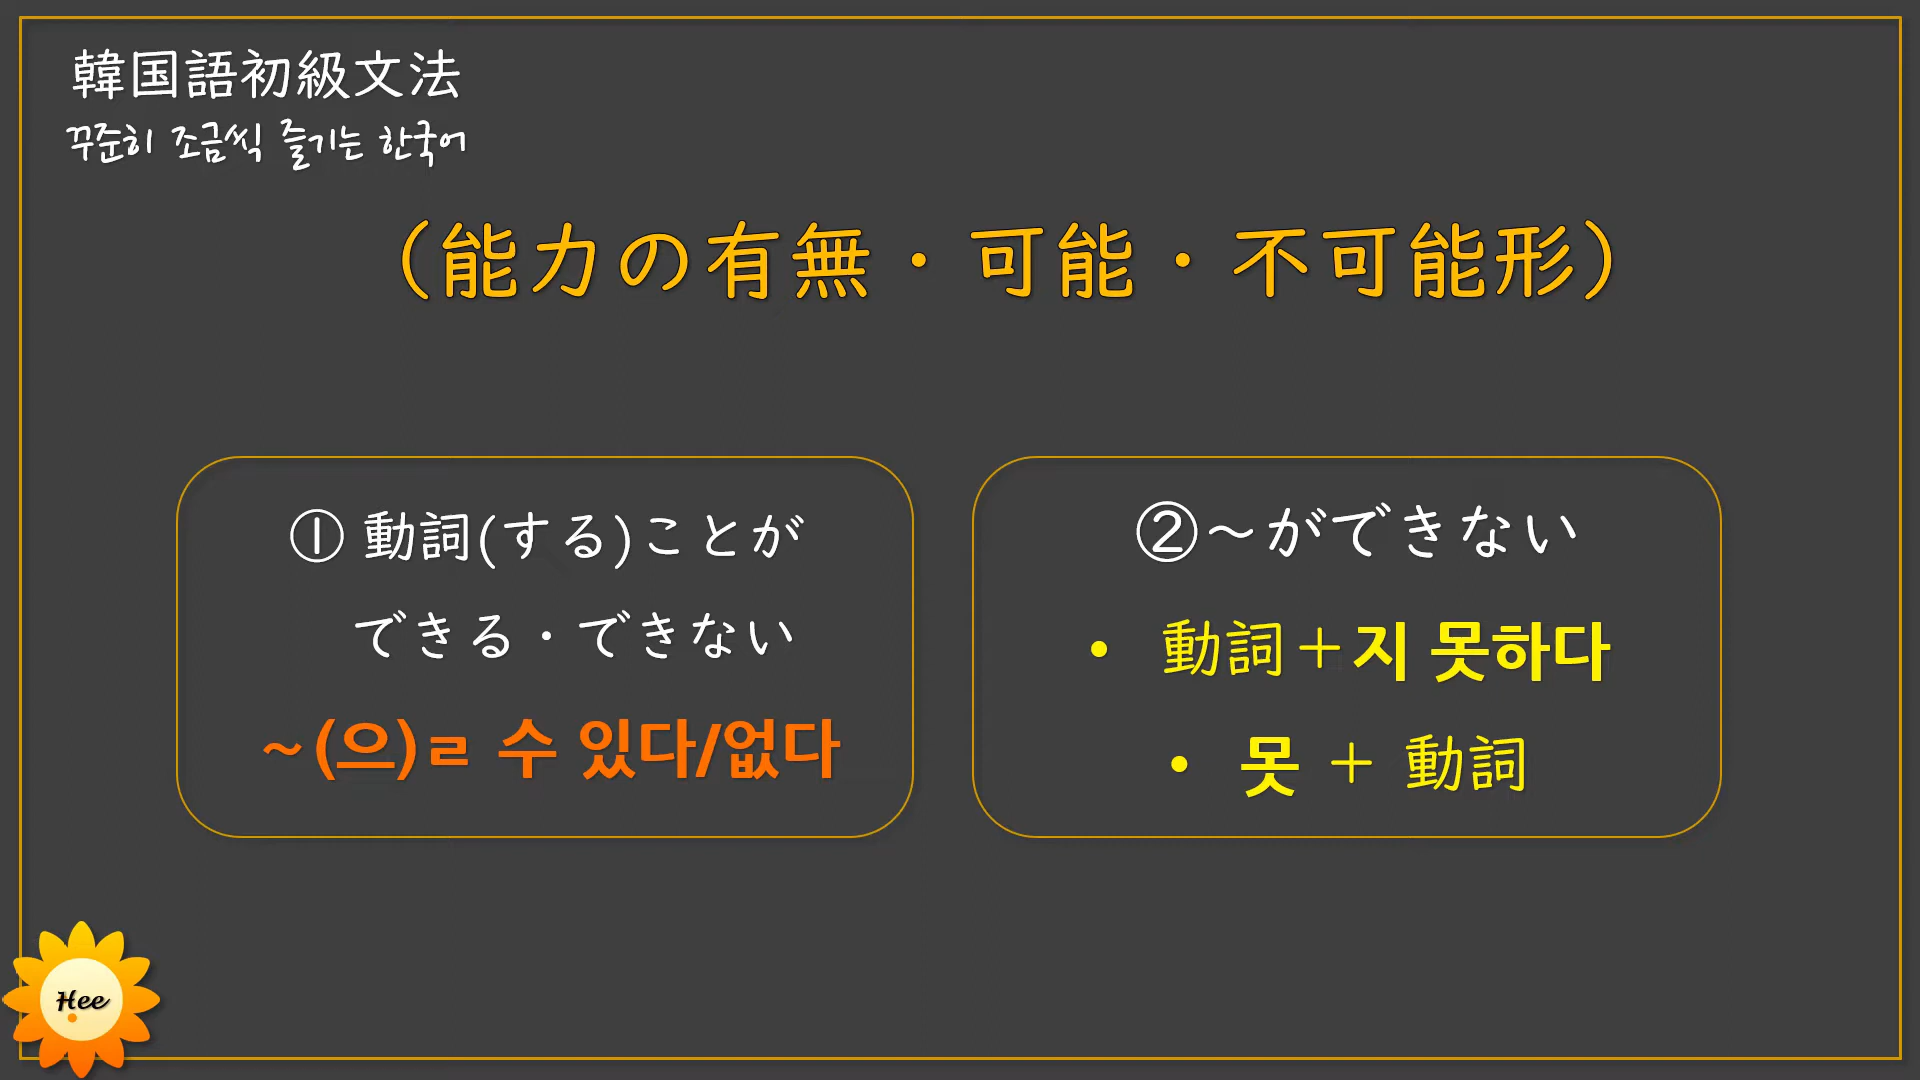 韓国語初級文法
꾸준히 조금씩 즐기는 한국어
（能力の有無・可能・不可能形）
① 動詞(する)ことが
できる・できない
~(으)ㄹ 수 있다/없다
②～ができない
• 動詞＋지 못하다
• 못 ＋ 動詞
Hee